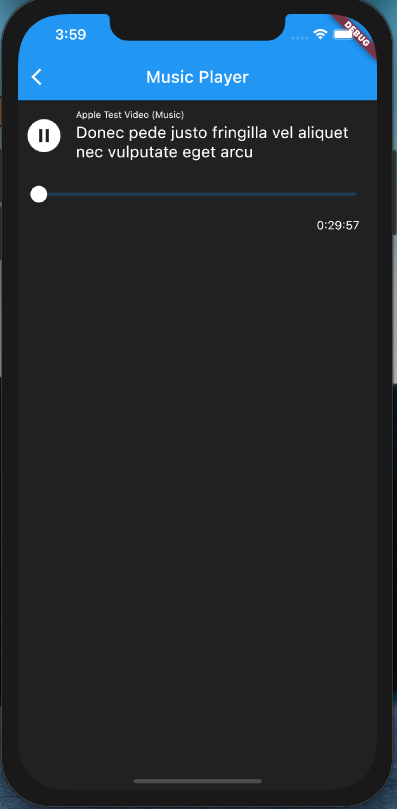 3:59
DEBUG
Music Player
Apple Test Video (Music)
Donec pede justo fringilla vel aliquet
nec vulputate eget arcu
0:29:57